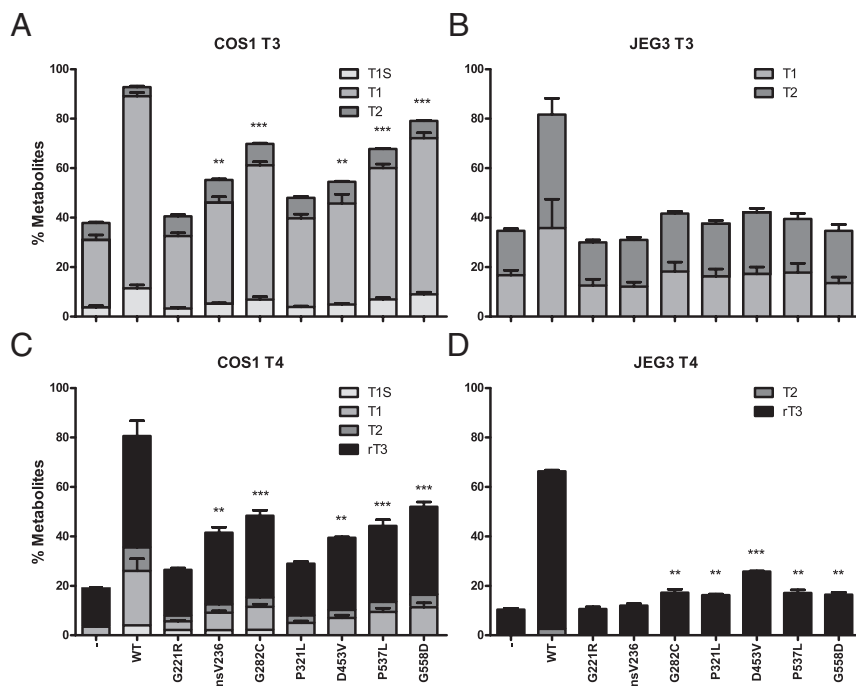 A
COS1 T3
% Metabolites
100
80
60
40
20
0
T1S
T1
T2
**
***
**
***
***
B
JEG3 T3
100
80
60
40
20
0
T1
T2
C
COS1 T4
% Metabolites
100
80
60
40
20
0
T1S
T1
T2
rT3
**
***
**
***
***
-
WT
G221R
nsV236
G282C
P321L
D453V
P537L
G558D
D
JEG3 T4
100
80
60
40
20
0
T2
rT3
**
**
***
**
**
-
WT
G221R
nsV236
G282C
P321L
D453V
P537L
G558D